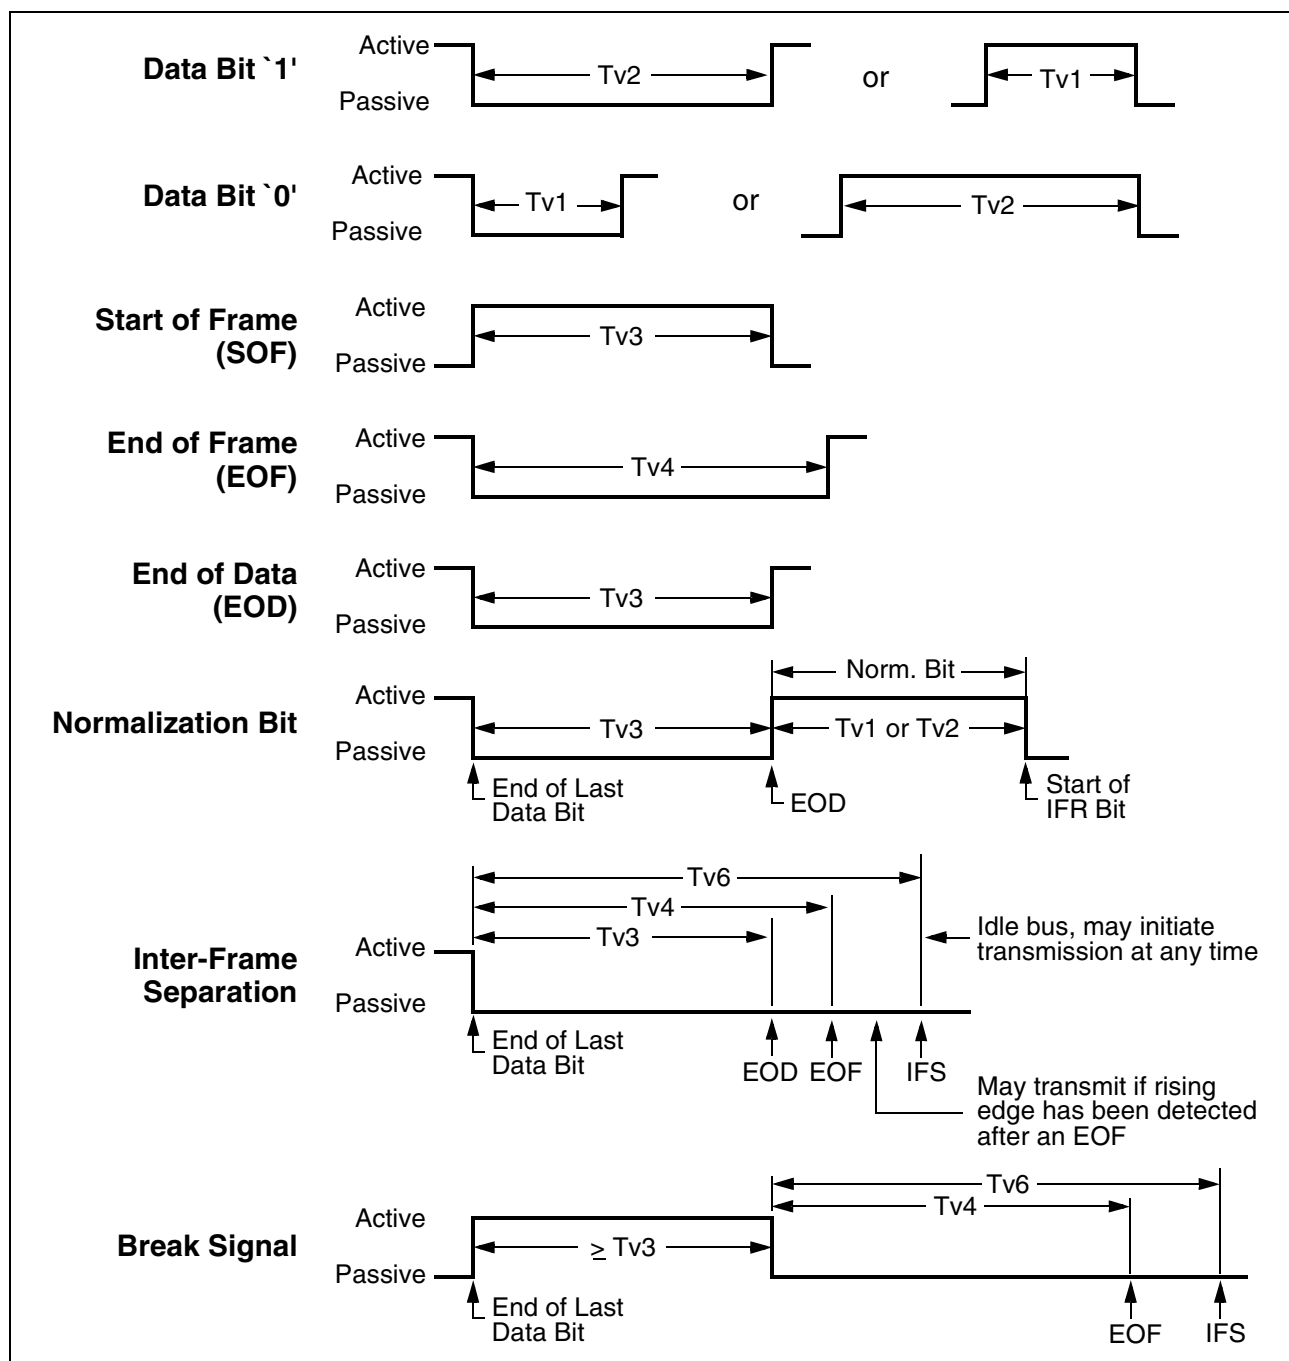 Data Bit `1'
Active
Passive
Tv2
or
Tv1
Data Bit `0'
Active
Passive
Tv1
or
Tv2
Start of Frame
(SOF)
Active
Passive
Tv3
End of Frame
(EOF)
Active
Passive
Tv4
End of Data
(EOD)
Active
Passive
Tv3
Normalization Bit
Active
Passive
Tv3
Norm. Bit
Tv1 or Tv2
End of Last
Data Bit
EOD
Start of
IFR Bit
Inter-Frame
Separation
Active
Passive
Tv6
Tv4
Tv3
Idle bus, may initiate
transmission at any time
End of Last
Data Bit
EOD
EOF
IFS
May transmit if rising
edge has been detected
after an EOF
Break Signal
Active
Passive
≥ Tv3
Tv6
Tv4
End of Last
Data Bit
EOF
IFS